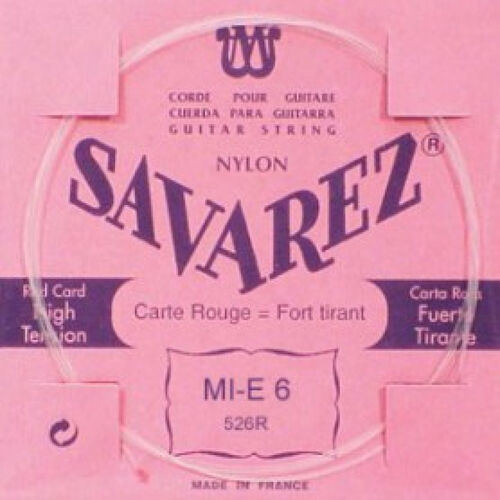 CORDE POUR GUITARE
CUERDA PARA GUITARRA
GUITAR STRING
NYLON
SAVAREZ®
Red Card
High
Tension
Carte Rouge = Fort tirant
Carta Roja
Fuerte
Tirante
MI-E 6
526R
MADE IN FRANCE